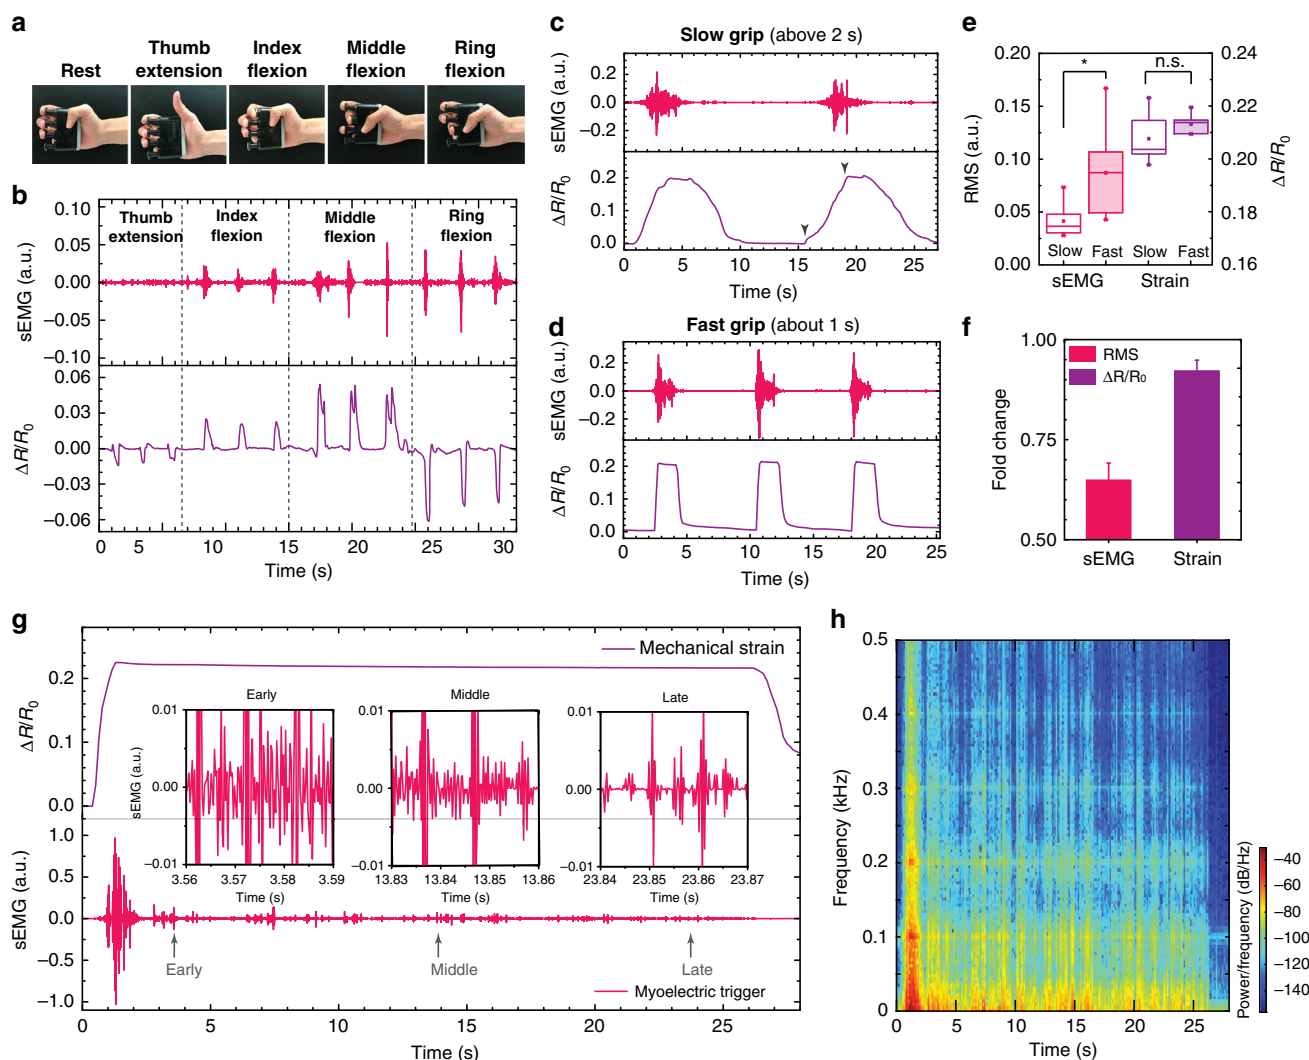 a
Rest
Thumb
extension
Index
flexion
Middle
flexion
Ring
flexion
b
0.10
0.05
0.00
−0.05
−0.10
sEMG (a.u.)
Thumb
extension
Index
flexion
Middle
flexion
Ring
flexion
0.06
0.03
0.00
−0.03
−0.06
ΔR/R0
0 5 10 15 20 25 30
Time (s)
c
Slow grip (above 2 s)
sEMG (a.u.)
0.2
0.0
−0.2
ΔR/R0
0.2
0.1
0.0
0 5 10 15 20 25
Time (s)
d
Fast grip (about 1 s)
sEMG (a.u.)
0.2
0.0
−0.2
ΔR/R0
0.2
0.1
0.0
0 5 10 15 20 25
Time (s)
e
RMS (a.u.)
0.20
0.15
0.10
0.05
0.00
* n.s.
Slow Fast Slow Fast
sEMG Strain
0.24
0.22
0.20
0.18
0.16
ΔR/R0
f
Fold change
1.00
0.75
0.50
RMS
ΔR/R0
sEMG Strain
g
ΔR/R0
0.2
0.1
0.0
Mechanical strain
Early
sEMG (a.u.)
0.01
0.00
−0.01
3.56 3.57 3.58 3.59
Time (s)
Middle
0.01
0.00
−0.01
13.83 13.84 13.85 13.86
Time (s)
Late
0.01
0.00
−0.01
23.84 23.85 23.86 23.87
Time (s)
sEMG (a.u.)
1.0
0.5
0.0
−0.5
−1.0
Early
Middle
Late
Myoelectric trigger
0 5 10 15 20 25
Time (s)
h
Frequency (kHz)
0.5
0.4
0.3
0.2
0.1
0
0 5 10 15 20 25
Time (s)
Power/frequency (dB/Hz)
−40
−60
−80
−100
−120
−140